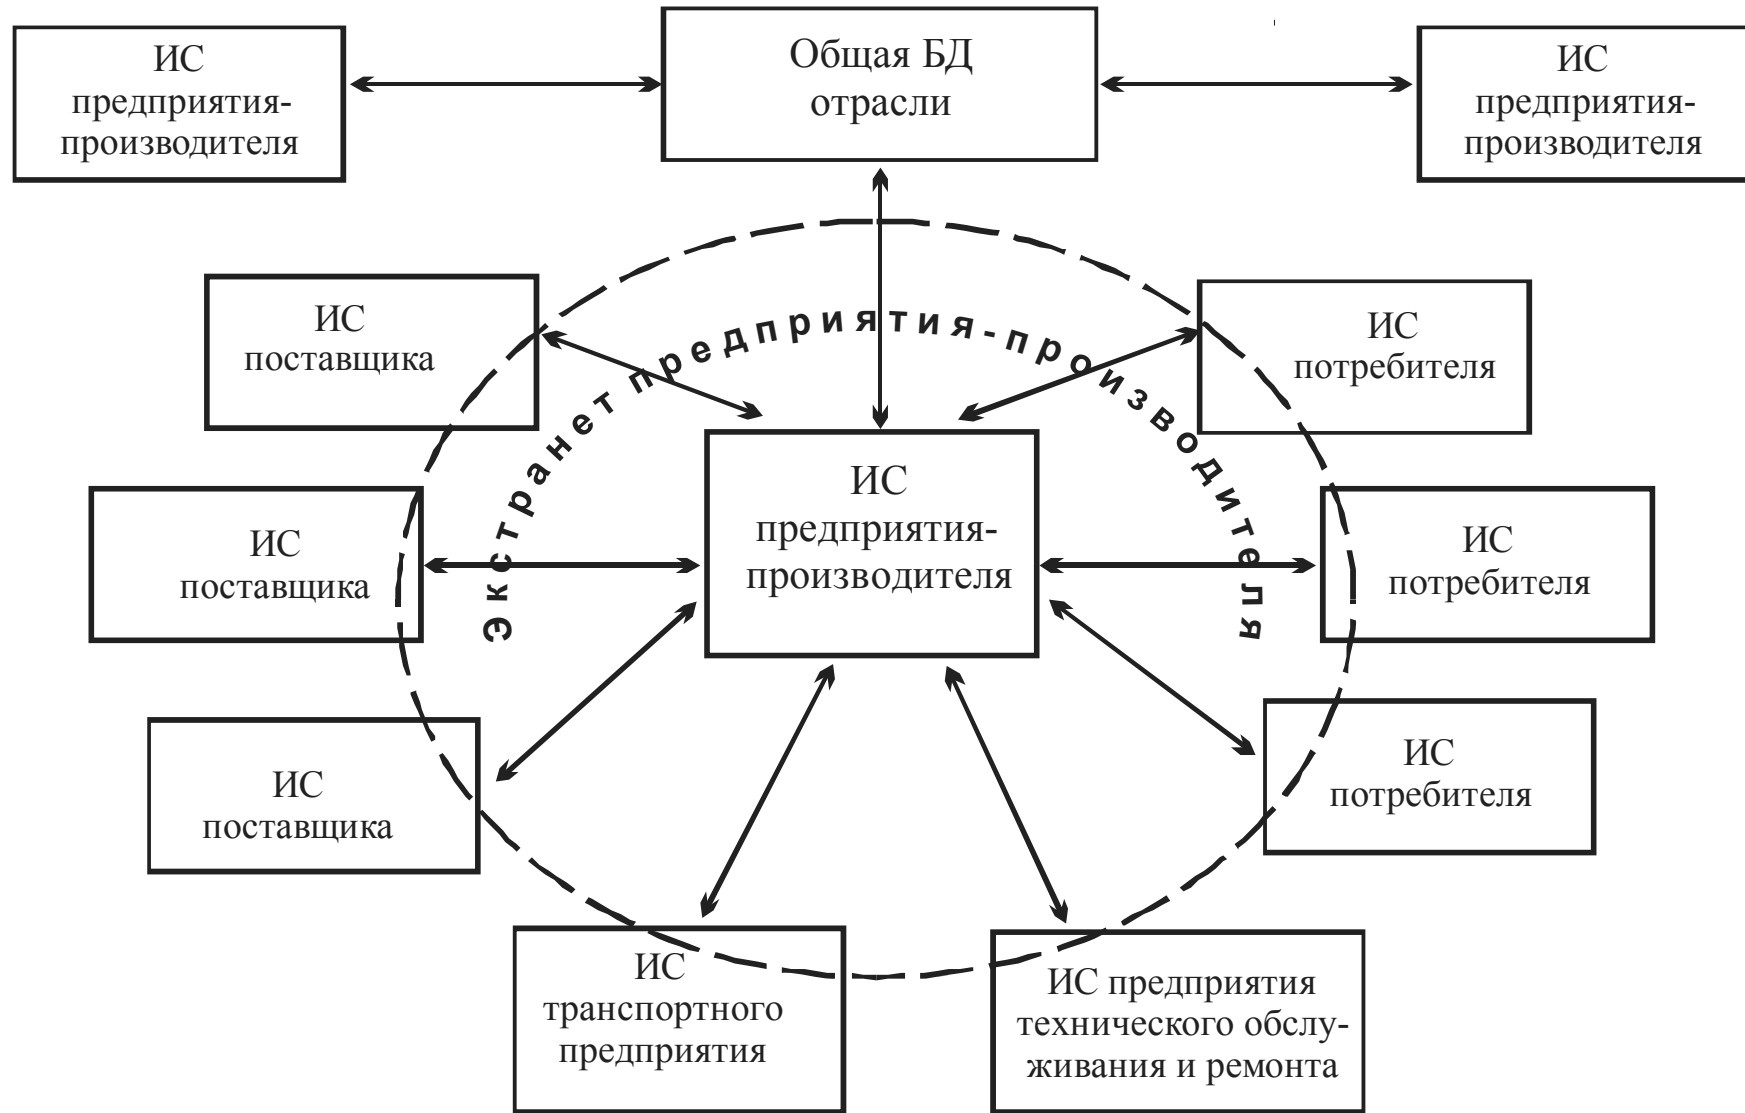 ИС
предприятия-
производителя
Общая БД
отрасли
ИС
предприятия-
производителя
Экстранет предприятия-производителя
ИС
поставщика
ИС
потребителя
ИС
поставщика
ИС
предприятия-
производителя
ИС
потребителя
ИС
поставщика
ИС
потребителя
ИС
транспортного
предприятия
ИС предприятия
технического обслу-
живания и ремонта